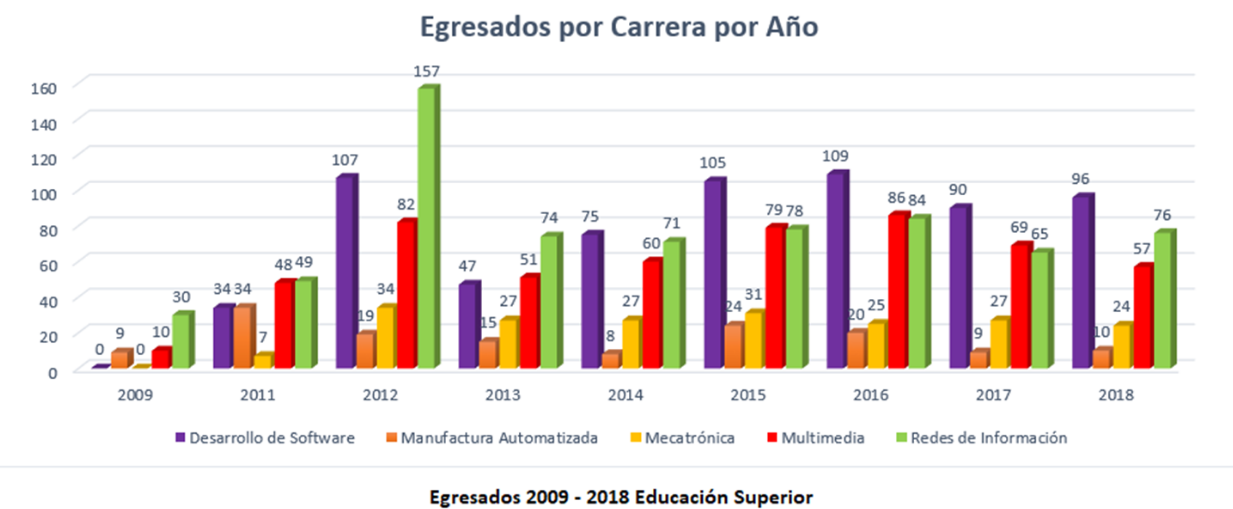 Egresados por Carrera por Año
160
140
120
100
80
60
40
20
0
0 9 0 10 30
34 34 7 48 49
107 19 34 82 157
47 15 27 51 74
75 8 27 60 71
105 24 31 79 78
109 20 25 86 84
90 9 27 69 65
96 10 24 57 76
2009 2011 2012 2013 2014 2015 2016 2017 2018
Desarrollo de Software Manufactura Automatizada Mecatrónica Multimedia Redes de Información
Egresados 2009 - 2018 Educación Superior